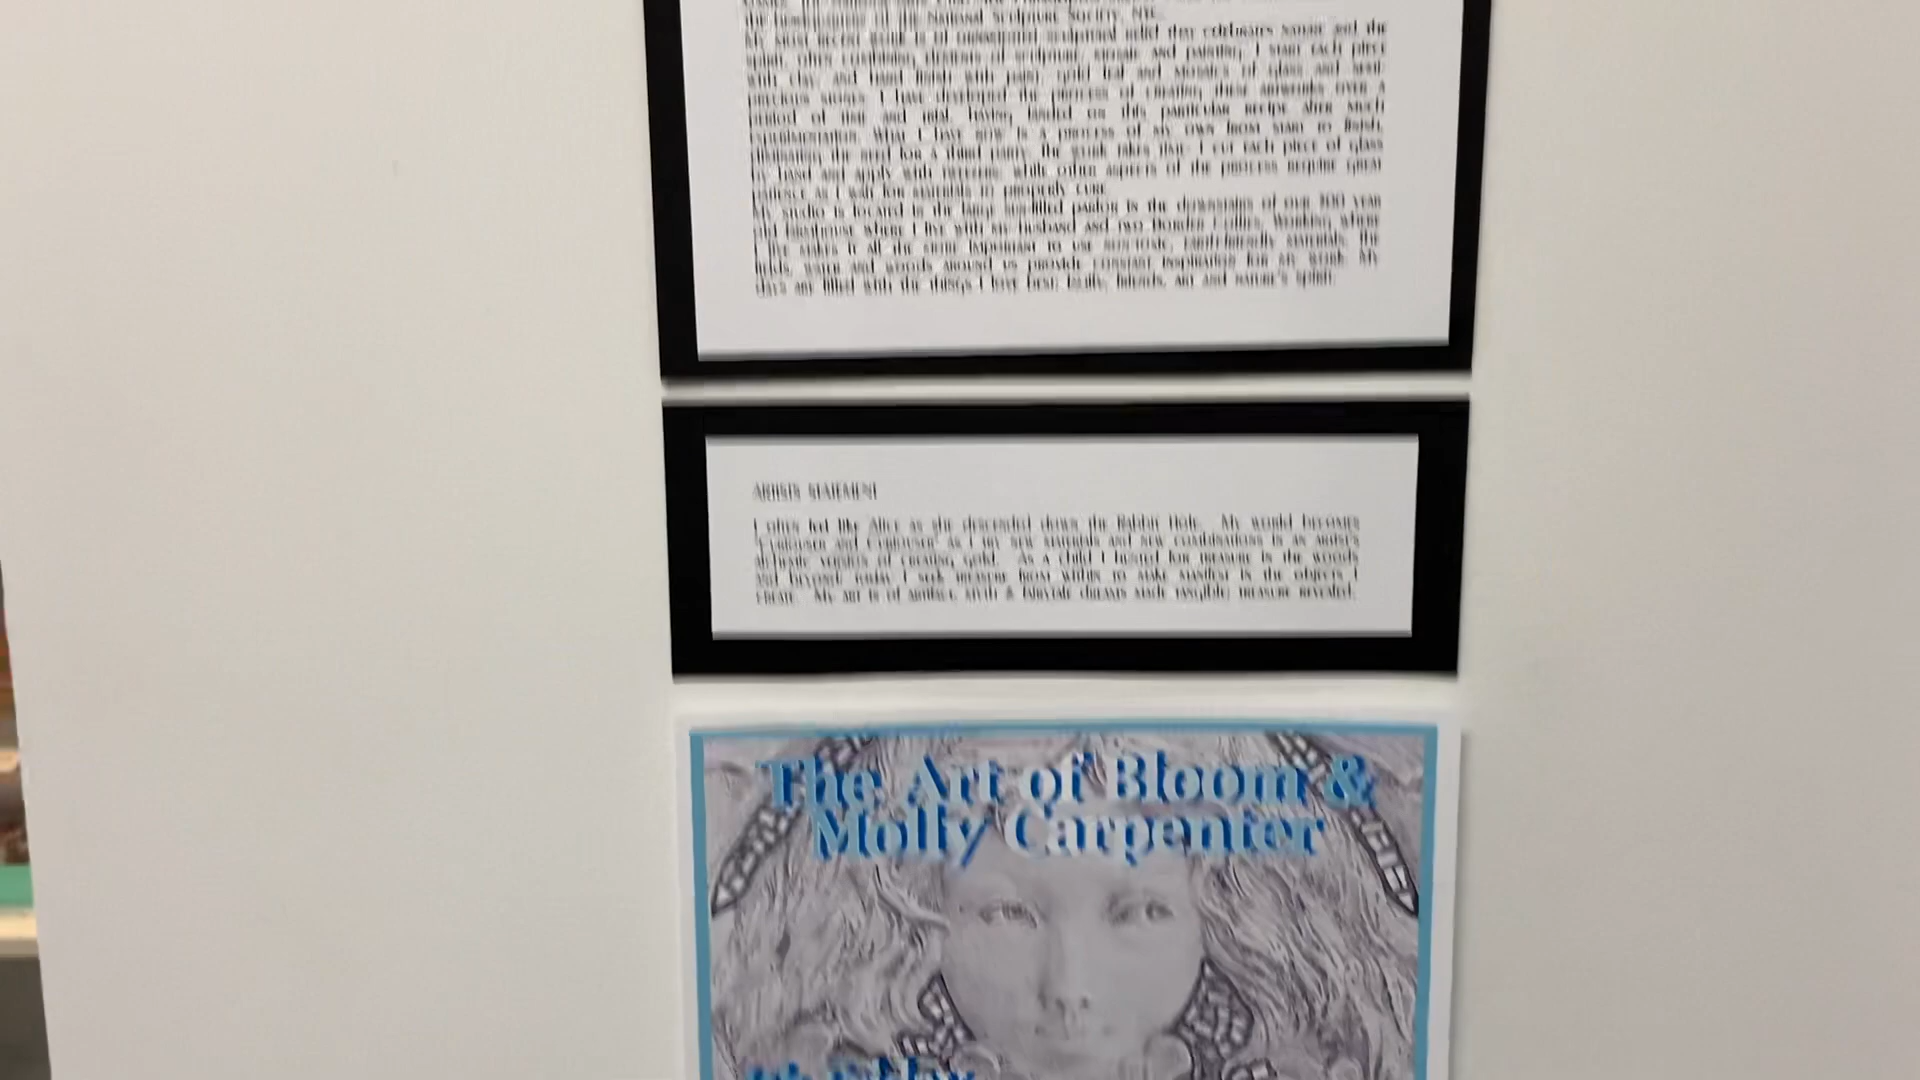 the headquarters of the National Sculpture Society, NYC.
My most recent work is of sculptural relief that celebrates nature and the
spirit, often combining elements of sculpture, mosaic and painting. I start each piece
with clay and hand finish with paint, gold leaf and mosaics of glass and semi-
precious stones. I have developed the process of creating these artworks over a
period of time and trial, having landed on this particular recipe after much
experimentation. What I have now is a process of my own from start to finish,
eliminating the need for a third party. The work takes time- I cut each piece of glass
by hand and apply with tweezers, while other aspects of the process require great
patience as I wait for materials to properly cure.
My studio is located in the large sunfilled parlor in the downstairs of our 100 year
old farmhouse where I live with my husband and two Border Collies. Working where
I live makes it all the more important to use non-toxic, earth-friendly materials. The
fields, water and woods around us provide constant inspiration for my work. My
days are filled with the things I love best: family, friends, art and nature's spirit.
ARTISTS STATEMENT
I often feel like Alice as she descended down the Rabbit Hole. My world becomes
"Curiouser and Curiouser" as I try new materials and new combinations in an artist's
alchemic version of creating gold. As a child I hunted for treasure in the woods
and beyond; today I seek treasure from within to make manifest in the objects I
create. My art is of artifact, myth & fairytale dreams made tangible; treasure revealed.
The Art of Bloom &
Molly Carpenter